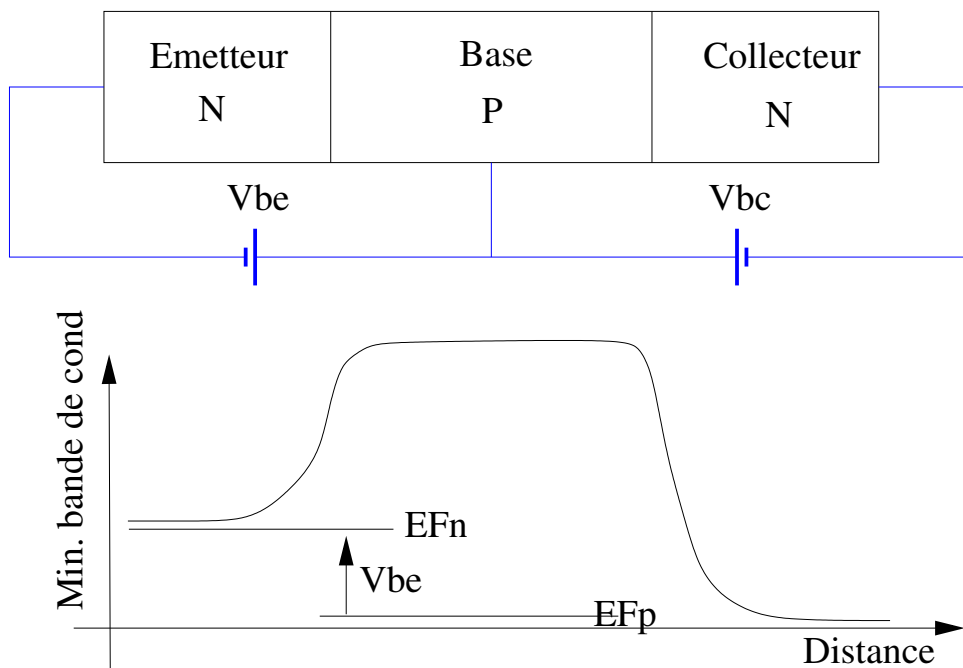 Emetteur
N
Base
P
Collecteur
N
Vbe
Vbc
Min. bande de cond
EFn
Vbe
EFp
Distance